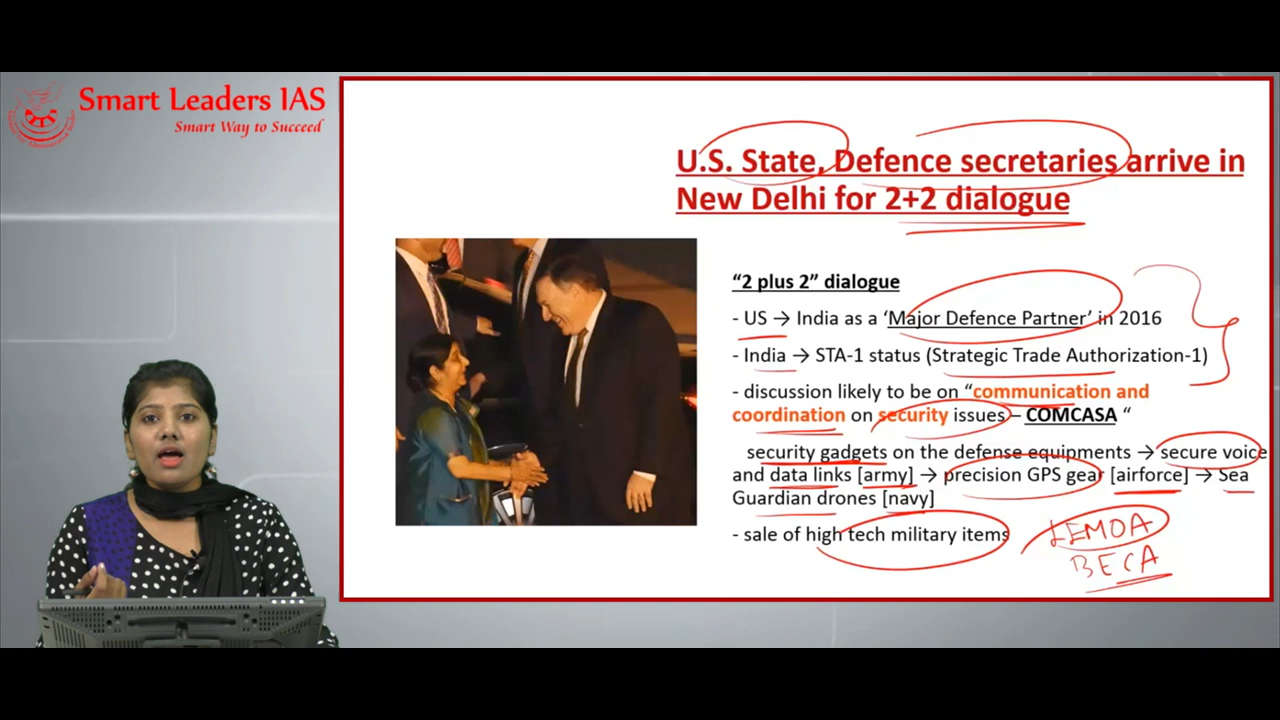 Smart Leaders IAS
Smart Way to Succeed
U.S. State, Defence secretaries arrive in
New Delhi for 2+2 dialogue
“2 plus 2” dialogue
- US → India as a ‘Major Defence Partner’ in 2016
- India → STA-1 status (Strategic Trade Authorization-1)
- discussion likely to be on “communication and
coordination on security issues – COMCASA “
security gadgets on the defense equipments → secure voice
and data links [army] → precision GPS gear [airforce] → Sea
Guardian drones [navy]
- sale of high tech military items
LEMOA
BECA